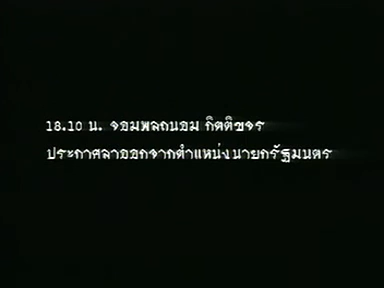 18.10 น. จอมพลถนอม กิตติขจร
ประกาศลาออกจากตำแหน่งนายกรัฐมนตร